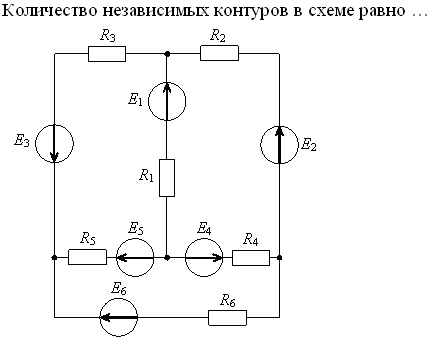 Количество независимых контуров в схеме равно …
R3
R2
E1
E3
E2
R1
R5
E5
E4
R4
E6
R6